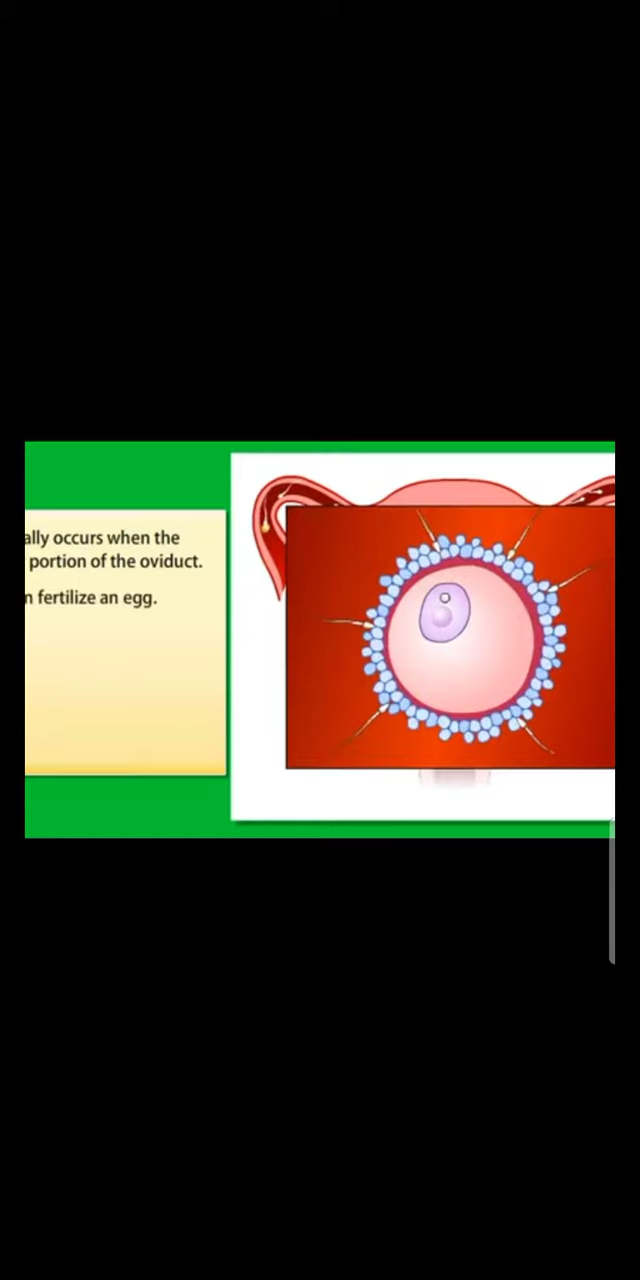 ally occurs when the
portion of the oviduct.
n fertilize an egg.